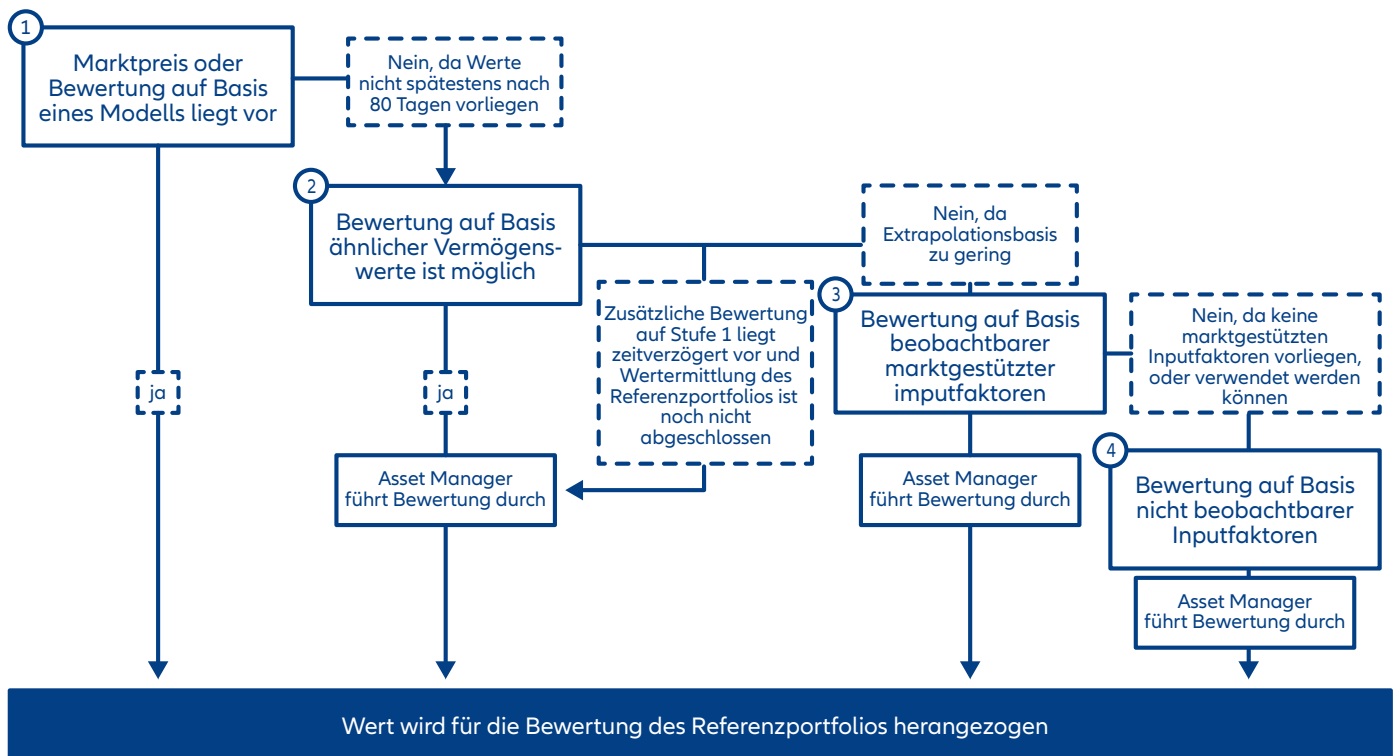 1
Marktpreis oder
Bewertung auf Basis
eines Modells liegt vor
Nein, da Werte
nicht spätestens nach
80 Tagen vorliegen
ja
2
Bewertung auf Basis
ähnlicher Vermögens-
werte ist möglich
ja
Asset Manager
führt Bewertung durch
Zusätzliche Bewertung
auf Stufe 1 liegt
zeitverzögert vor und
Wertermittlung des
Referenzportfolios ist
noch nicht
abgeschlossen
Nein, da
Extrapolationsbasis
zu gering
3
Bewertung auf Basis
beobachtbarer
marktgestützter
imputfaktoren
Asset Manager
führt Bewertung durch
Nein, da keine
marktgestützten
Inputfaktoren vorliegen,
oder verwendet werden
können
4
Bewertung auf Basis
nicht beobachtbarer
Inputfaktoren
Asset Manager
führt Bewertung durch
Wert wird für die Bewertung des Referenzportfolios herangezogen